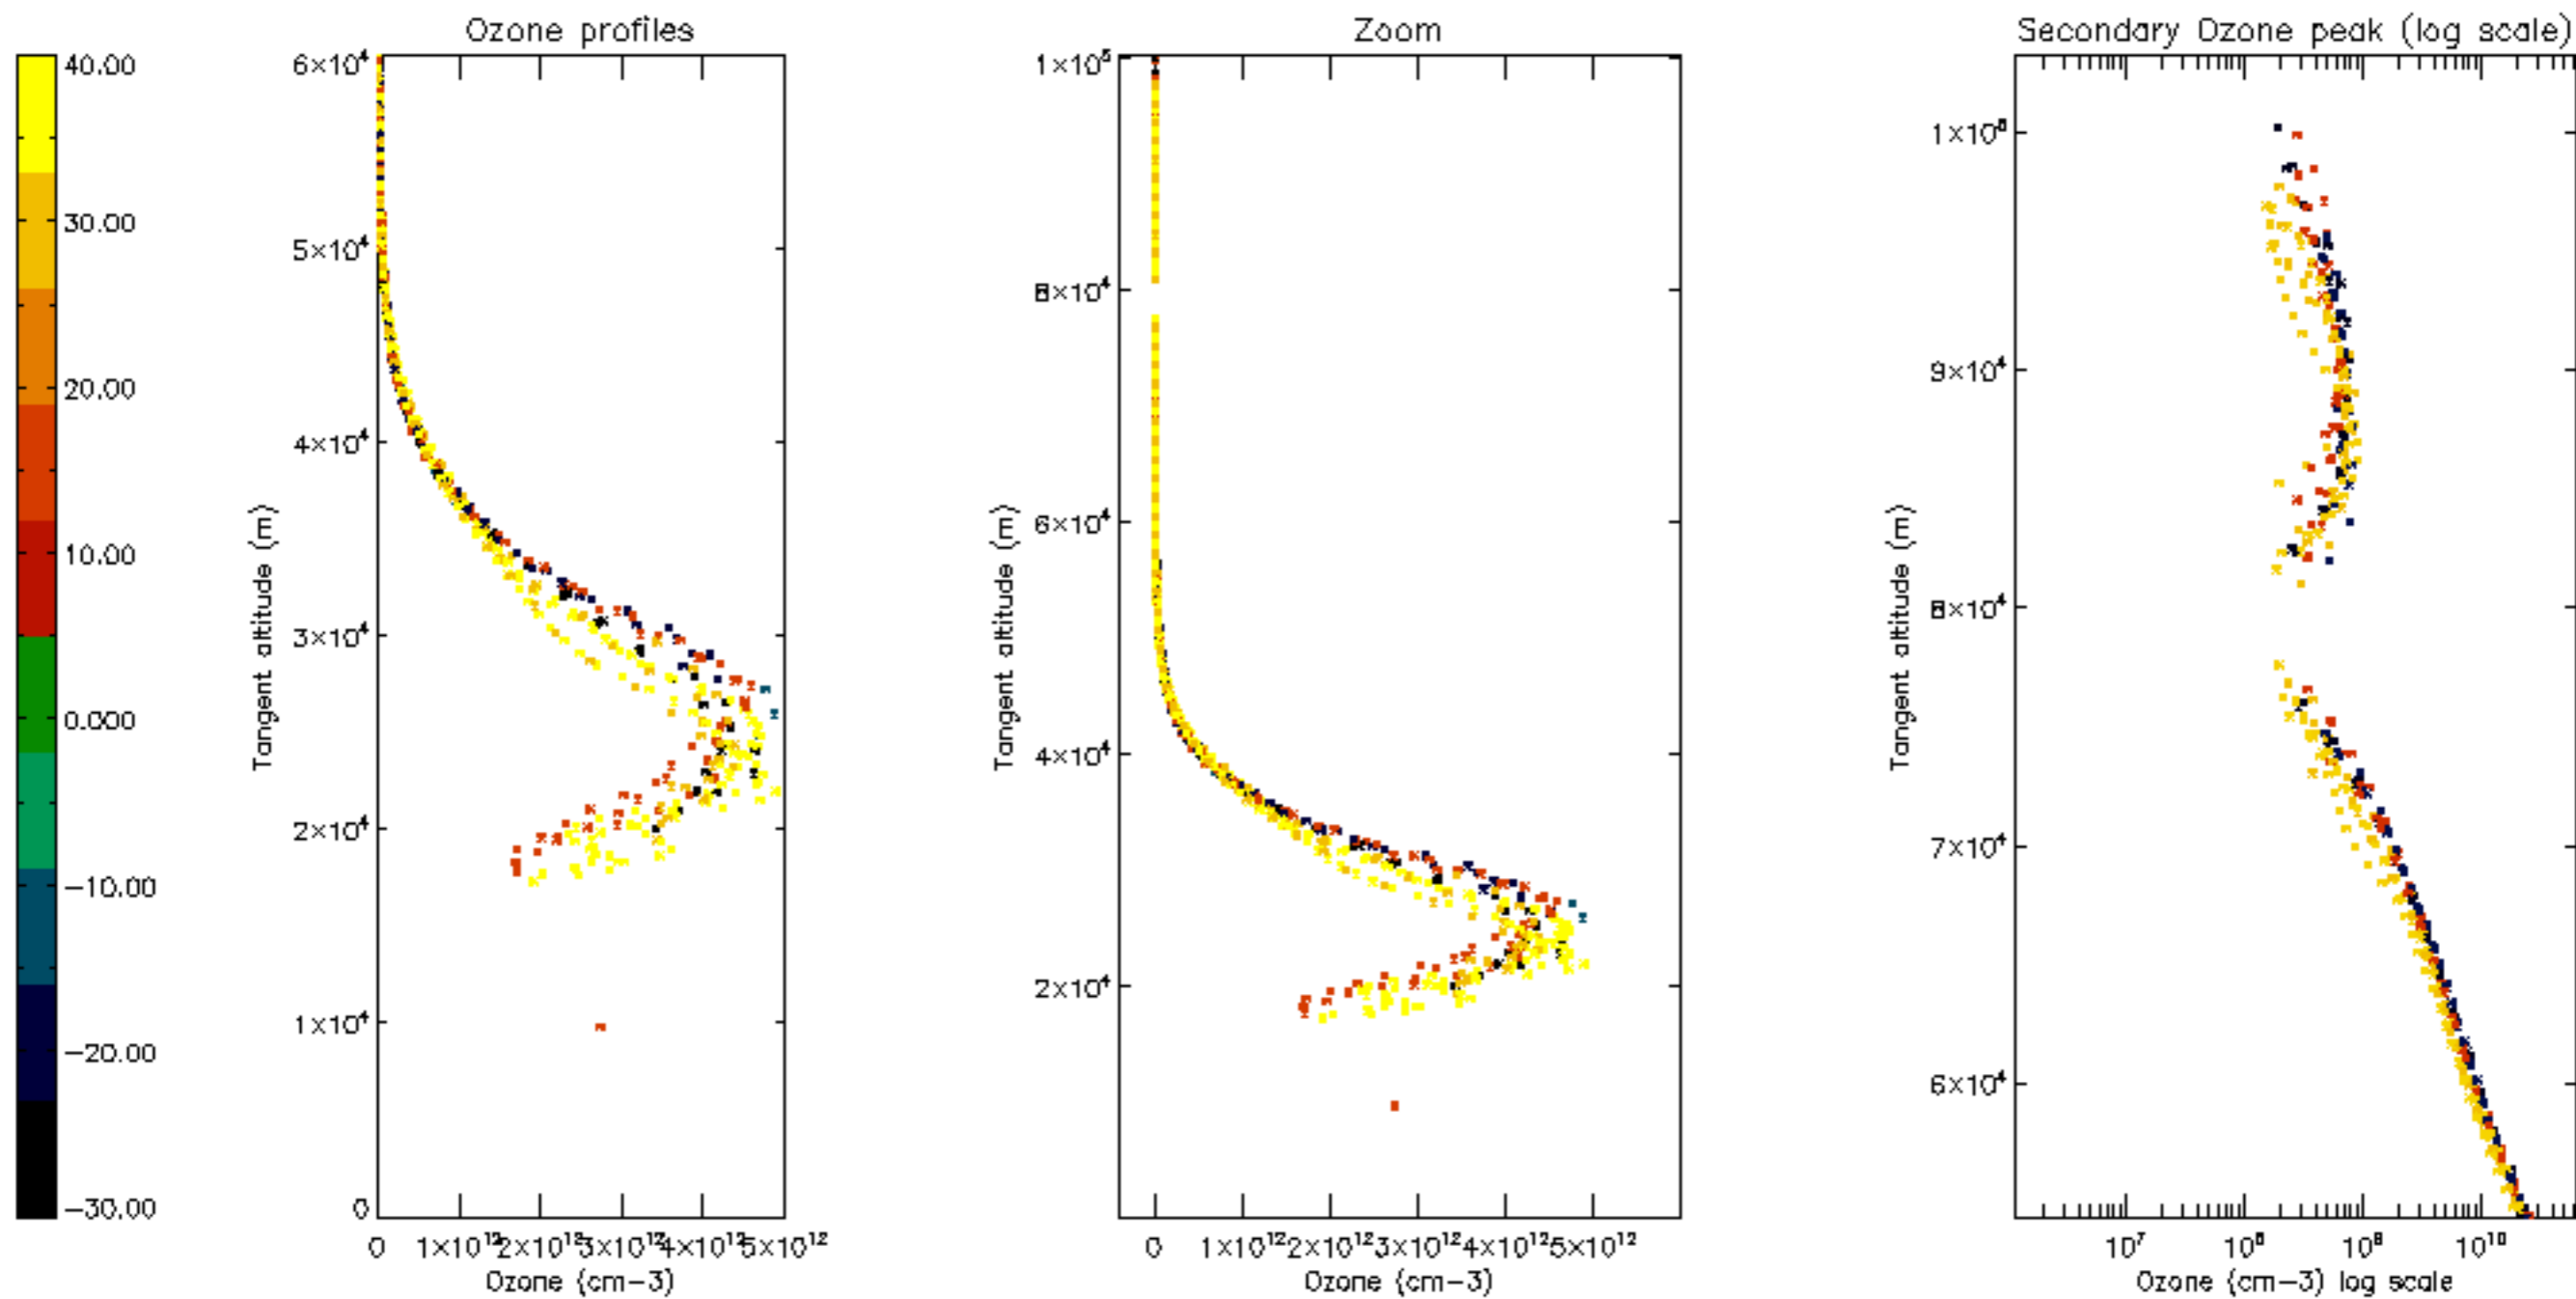 40.00
30.00
20.00
10.00
0.000
−10.00
−20.00
−30.00
Ozone profiles
6×10⁴
5×10⁴
4×10⁴
3×10⁴
2×10⁴
1×10⁴
0
Tangent altitude (m)
0 1×10¹² 2×10¹² 3×10¹² 4×10¹² 5×10¹²
Ozone (cm−3)
Zoom
1×10⁵
8×10⁴
6×10⁴
4×10⁴
2×10⁴
Tangent altitude (m)
0 1×10¹² 2×10¹² 3×10¹² 4×10¹² 5×10¹²
Ozone (cm−3)
Secondary Ozone peak (log scale)
1×10⁵
9×10⁴
8×10⁴
7×10⁴
6×10⁴
Tangent altitude (m)
10⁷ 10⁸ 10⁹ 10¹⁰
Ozone (cm−3) log scale